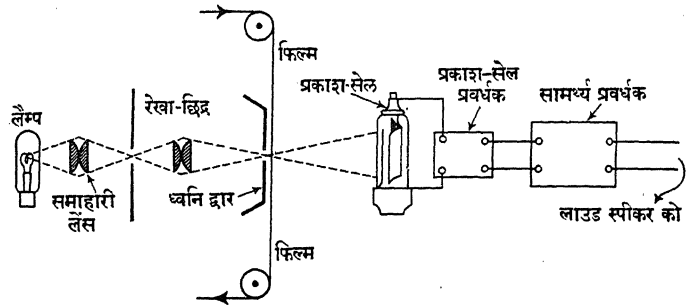 फिल्म
प्रकाश-सेल
प्रकाश-सेल
प्रवर्धक
सामर्थ्य प्रवर्धक
रेखा-छिद्र
लैम्प
समाहारी
लैंस
ध्वनि द्वार
लाउड स्पीकर को
फिल्म